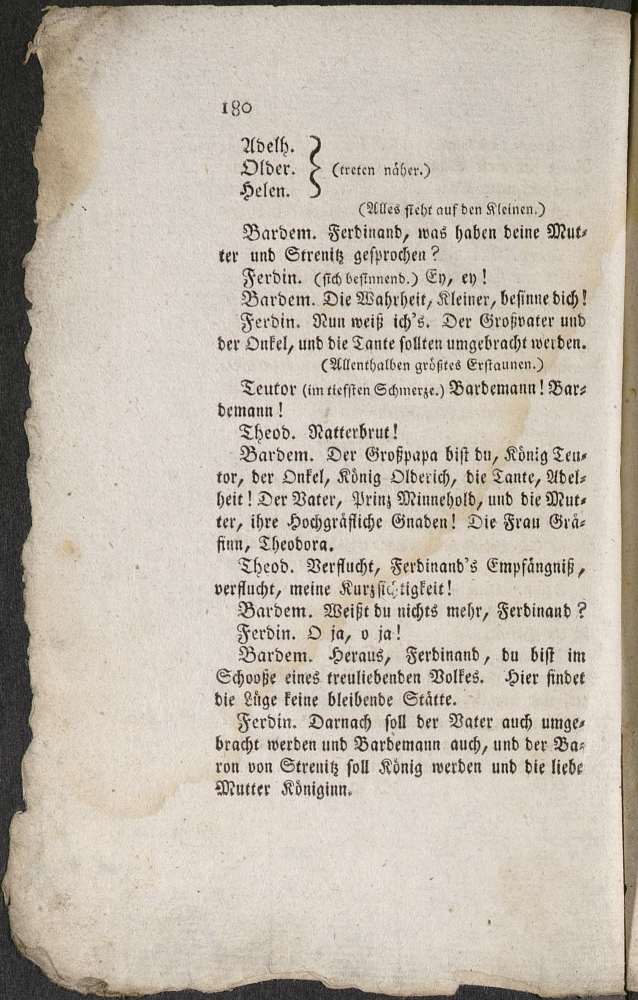 180
Adelh.
Older. (treten näher.)
Helen.
(Alles sieht auf den Kleinen.)
Bardem. Ferdinand, was haben deine Mut-
ter und Strenitz gesprochen?
Ferdin. (sich besinnend.) Ey, ey!
Bardem. Die Wahrheit, Kleiner, besinne dich!
Ferdin. Nun weiß ich's. Der Großvater und
der Onkel, und die Tante sollten umgebracht werden.
(Allenthalben größtes Erstaunen.)
Teutor (im tiefsten Schmerze.) Bardemann! Bar-
demann!
Theod. Natterbrut!
Bardem. Der Großpapa bist du, König Teu-
tor, der Onkel, König Olderich, die Tante, Adel-
heit! Der Vater, Prinz Minnehold, und die Mut-
ter, ihre Hochgräfliche Gnaden! Die Frau Grä-
finn, Theodora.
Theod. Verflucht, Ferdinand's Empfängniß,
verflucht, meine Kurzsichtigkeit!
Bardem. Weißt du nichts mehr, Ferdinand?
Ferdin. O ja, o ja!
Bardem. Heraus, Ferdinand, du bist im
Schooße eines treuliebenden Volkes. Hier findet
die Lüge keine bleibende Stätte.
Ferdin. Darnach soll der Vater auch umge-
bracht werden und Bardemann auch, und der Ba-
ron von Strenitz soll König werden und die liebe
Mutter Königinn.